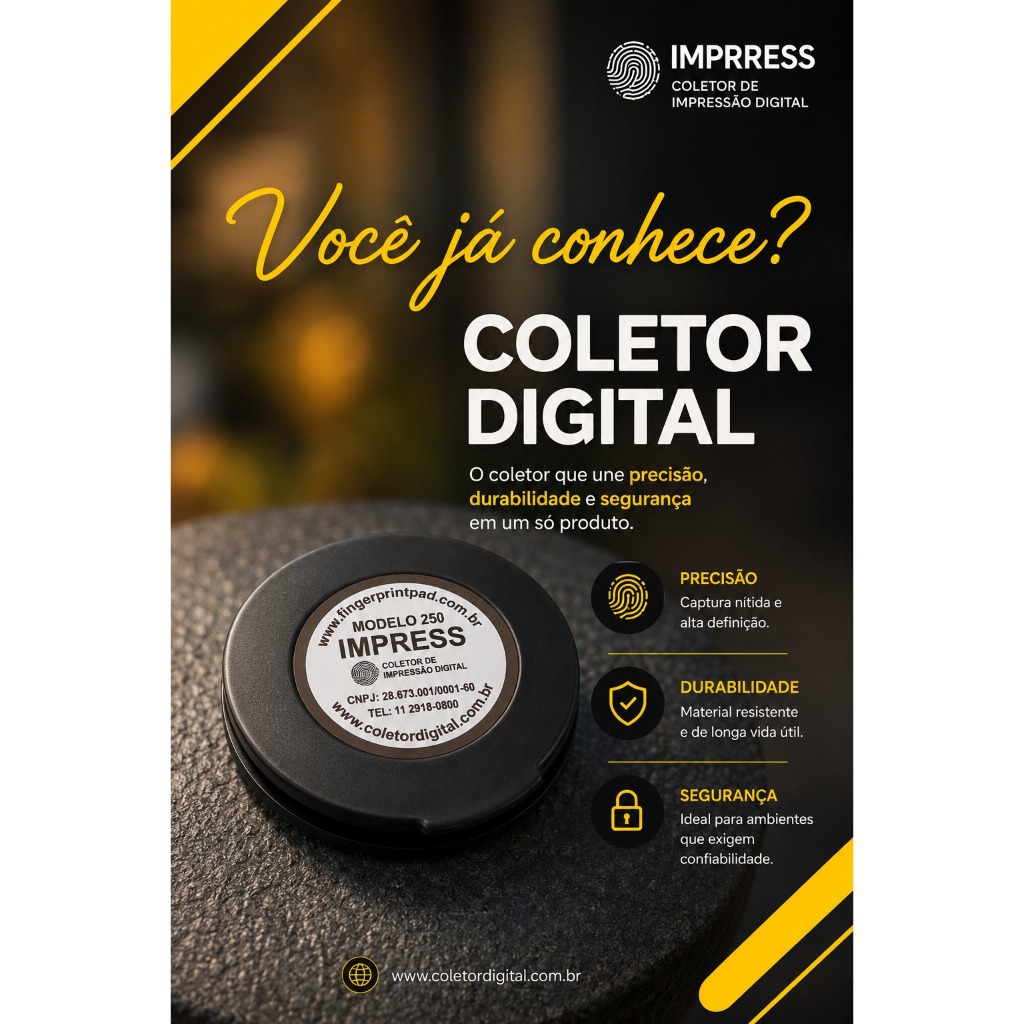 IMPRRESS
COLETOR DE
IMPRESSÃO DIGITAL
Você já conhece?
COLETOR
DIGITAL
O coletor que une precisão,
durabilidade e segurança
em um só produto.
www.fingerprintpad.com.br
MODELO 250
IMPRESS
COLETOR DE
IMPRESSÃO DIGITAL
CNPJ: 28.673.001/0001-60
TEL: 11 2918-0800
www.coletordigital.com.br
PRECISÃO
Captura nítida e
alta definição.
DURABILIDADE
Material resistente
e de longa vida útil.
SEGURANÇA
Ideal para ambientes
que exigem
confiabilidade.
www.coletordigital.com.br